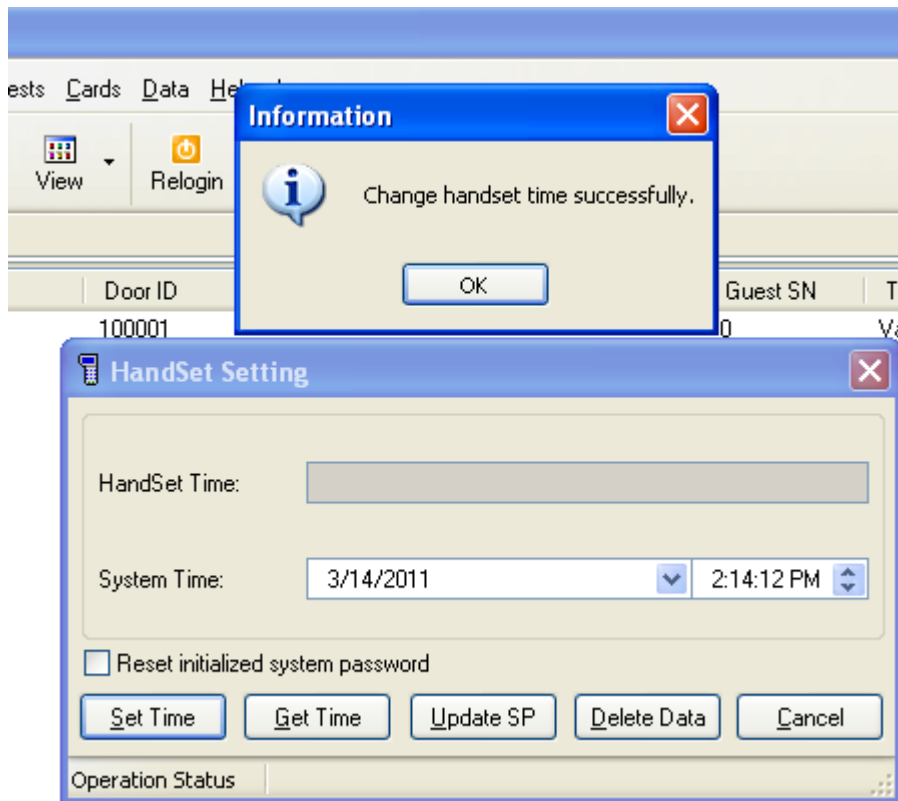 ests Cards Data
Information
View
Relogin
Change handset time successfully.
OK
Door ID
Guest SN
T
100001
0
Va
HandSet Setting
HandSet Time:
System Time:
3/14/2011
2:14:12 PM
Reset initialized system password
Set Time
Get Time
Update SP
Delete Data
Cancel
Operation Status